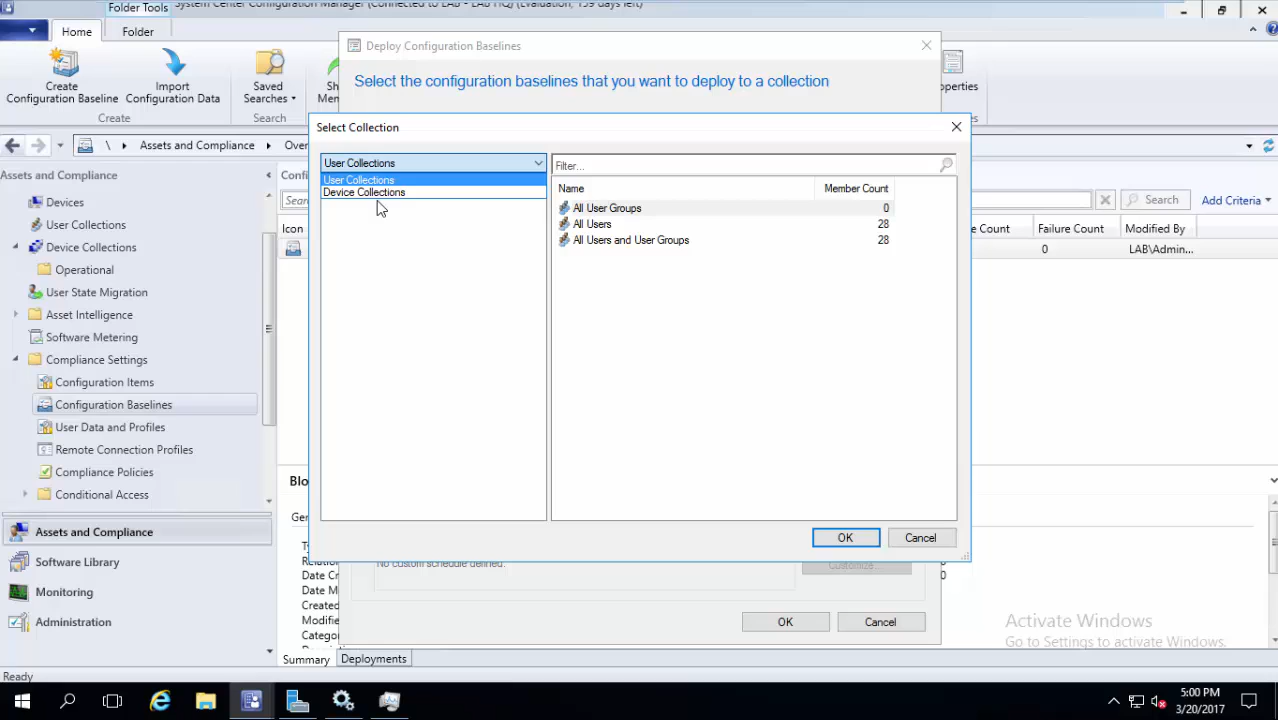 Folder Tools
System Center Configuration Manager (Connected to LAB - LAB HQ) (Evaluation, 159 days left)
Home
Folder
Create
Configuration Baseline
Import
Configuration Data
Saved
Searches
Create
Search
Properties
Deploy Configuration Baselines
Select the configuration baselines that you want to deploy to a collection
\
Assets and Compliance
Select Collection
User Collections
User Collections
Device Collections
Filter...
Name
Member Count
All User Groups
0
All Users
28
All Users and User Groups
28
OK
Cancel
No custom schedule defined.
Customize...
OK
Cancel
Assets and Compliance
Devices
User Collections
Device Collections
Operational
User State Migration
Asset Intelligence
Software Metering
Compliance Settings
Configuration Items
Configuration Baselines
User Data and Profiles
Remote Connection Profiles
Compliance Policies
Conditional Access
Assets and Compliance
Software Library
Monitoring
Administration
Icon
Search
Add Criteria
Failure Count
Modified By
0
LAB\Admin...
Date M
Created
Summary
Deployments
Activate Windows
Go to Settings to activate Windows.
Ready
5:00 PM
3/20/2017